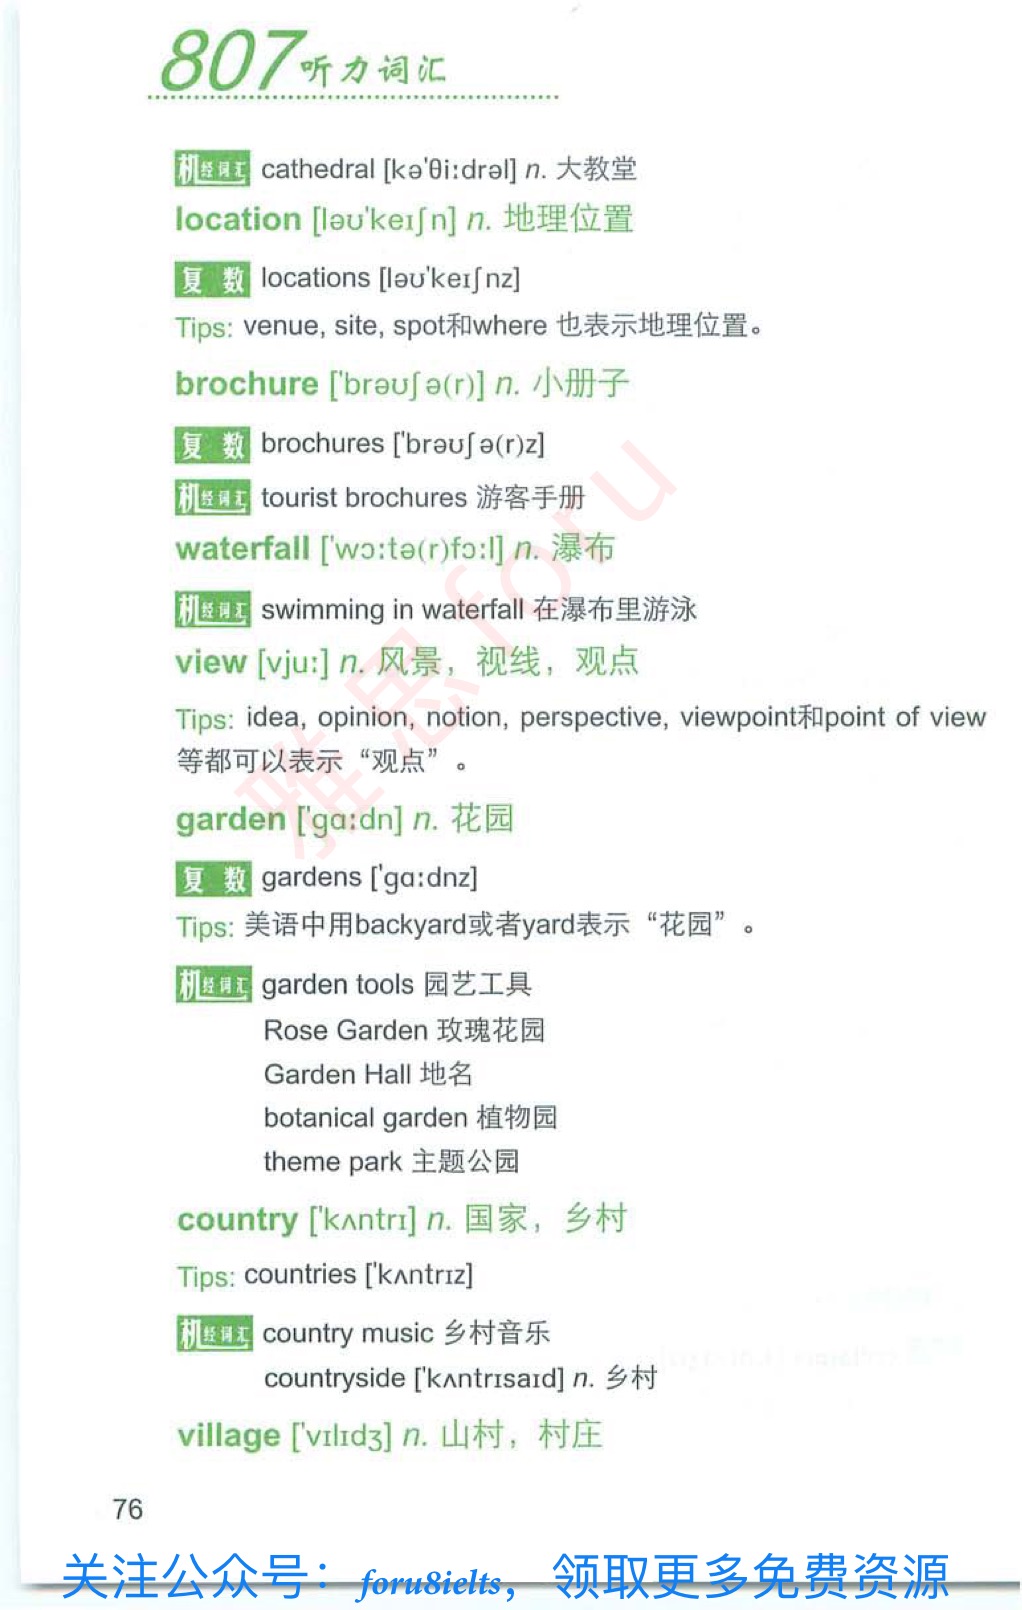 807听力词汇
机经词汇 cathedral [kə'θi:drəl] n. 大教堂
location [ləʊ'keɪʃn] n. 地理位置
复数 locations [ləʊ'keɪʃnz]
Tips: venue, site, spot和where 也表示地理位置。
brochure ['brəʊʃə(r)] n. 小册子
复数 brochures ['brəʊʃə(r)z]
机经词汇 tourist brochures 游客手册
waterfall ['wɔ:tə(r)fɔ:l] n. 瀑布
机经词汇 swimming in waterfall 在瀑布里游泳
view [vju:] n. 风景，视线，观点
Tips: idea, opinion, notion, perspective, viewpoint和point of view
等都可以表示“观点”。
garden ['gɑ:dn] n. 花园
复数 gardens ['gɑ:dnz]
Tips: 美语中用backyard或者yard表示“花园”。
机经词汇 garden tools 园艺工具
Rose Garden 玫瑰花园
Garden Hall 地名
botanical garden 植物园
theme park 主题公园
country ['kʌntrɪ] n. 国家，乡村
Tips: countries ['kʌntrɪz]
机经词汇 country music 乡村音乐
countryside ['kʌntrɪsaɪd] n. 乡村
village ['vɪlɪdʒ] n. 山村，村庄
76
雅思foru
关注公众号：foru8ielts，领取更多免费资源